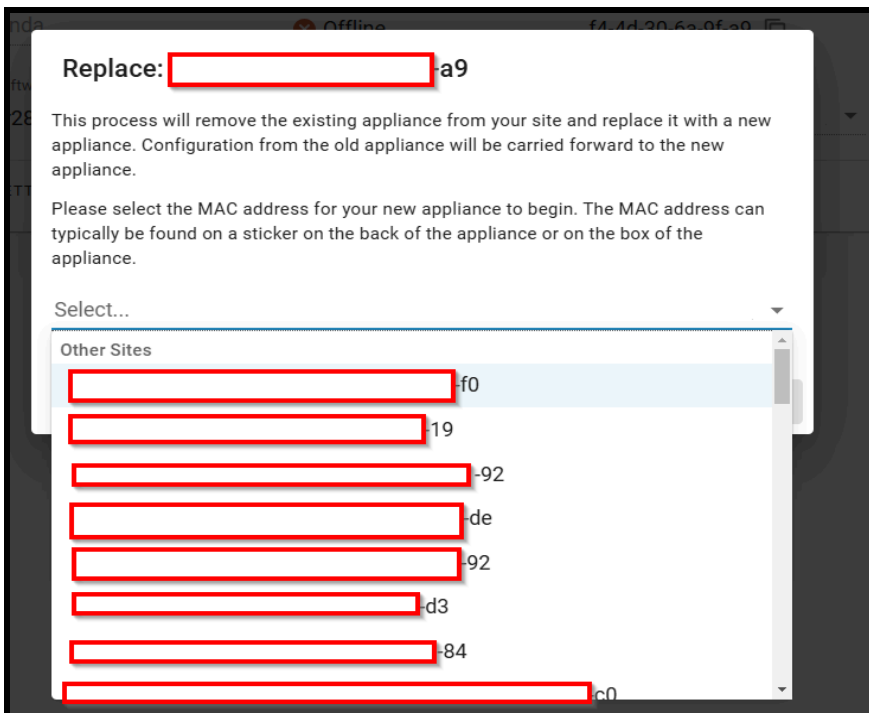 nda
Offline
f4-4d-30-6a-9f-a9
Replace:
-a9
ftw
28
This process will remove the existing appliance from your site and replace it with a new
appliance. Configuration from the old appliance will be carried forward to the new
appliance.
ETT
Please select the MAC address for your new appliance to begin. The MAC address can
typically be found on a sticker on the back of the appliance or on the box of the
appliance.
Select...
Other Sites
-f0
-19
-92
-de
-92
-d3
-84
-c0